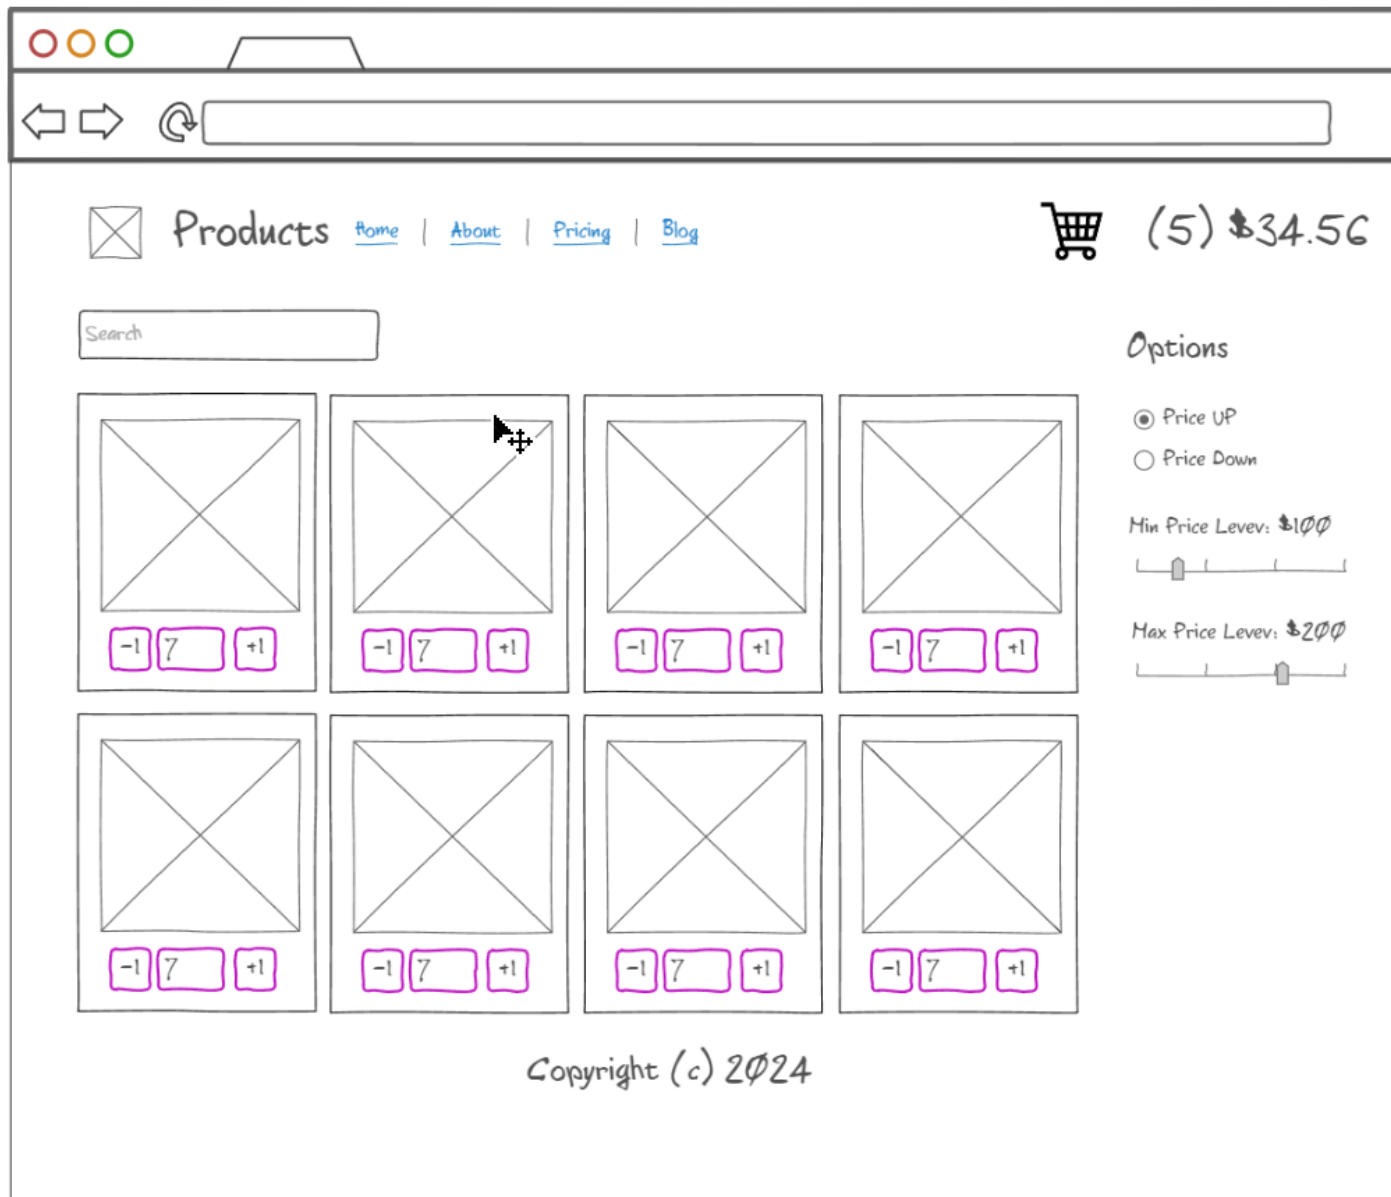 Products Home | About | Pricing | Blog (5) $34.56
Search
Options
Price UP
Price Down
Min Price Levev: $100
Max Price Levev: $200
-1 7 +1 -1 7 +1 -1 7 +1 -1 7 +1
-1 7 +1 -1 7 +1 -1 7 +1 -1 7 +1
Copyright (c) 2024